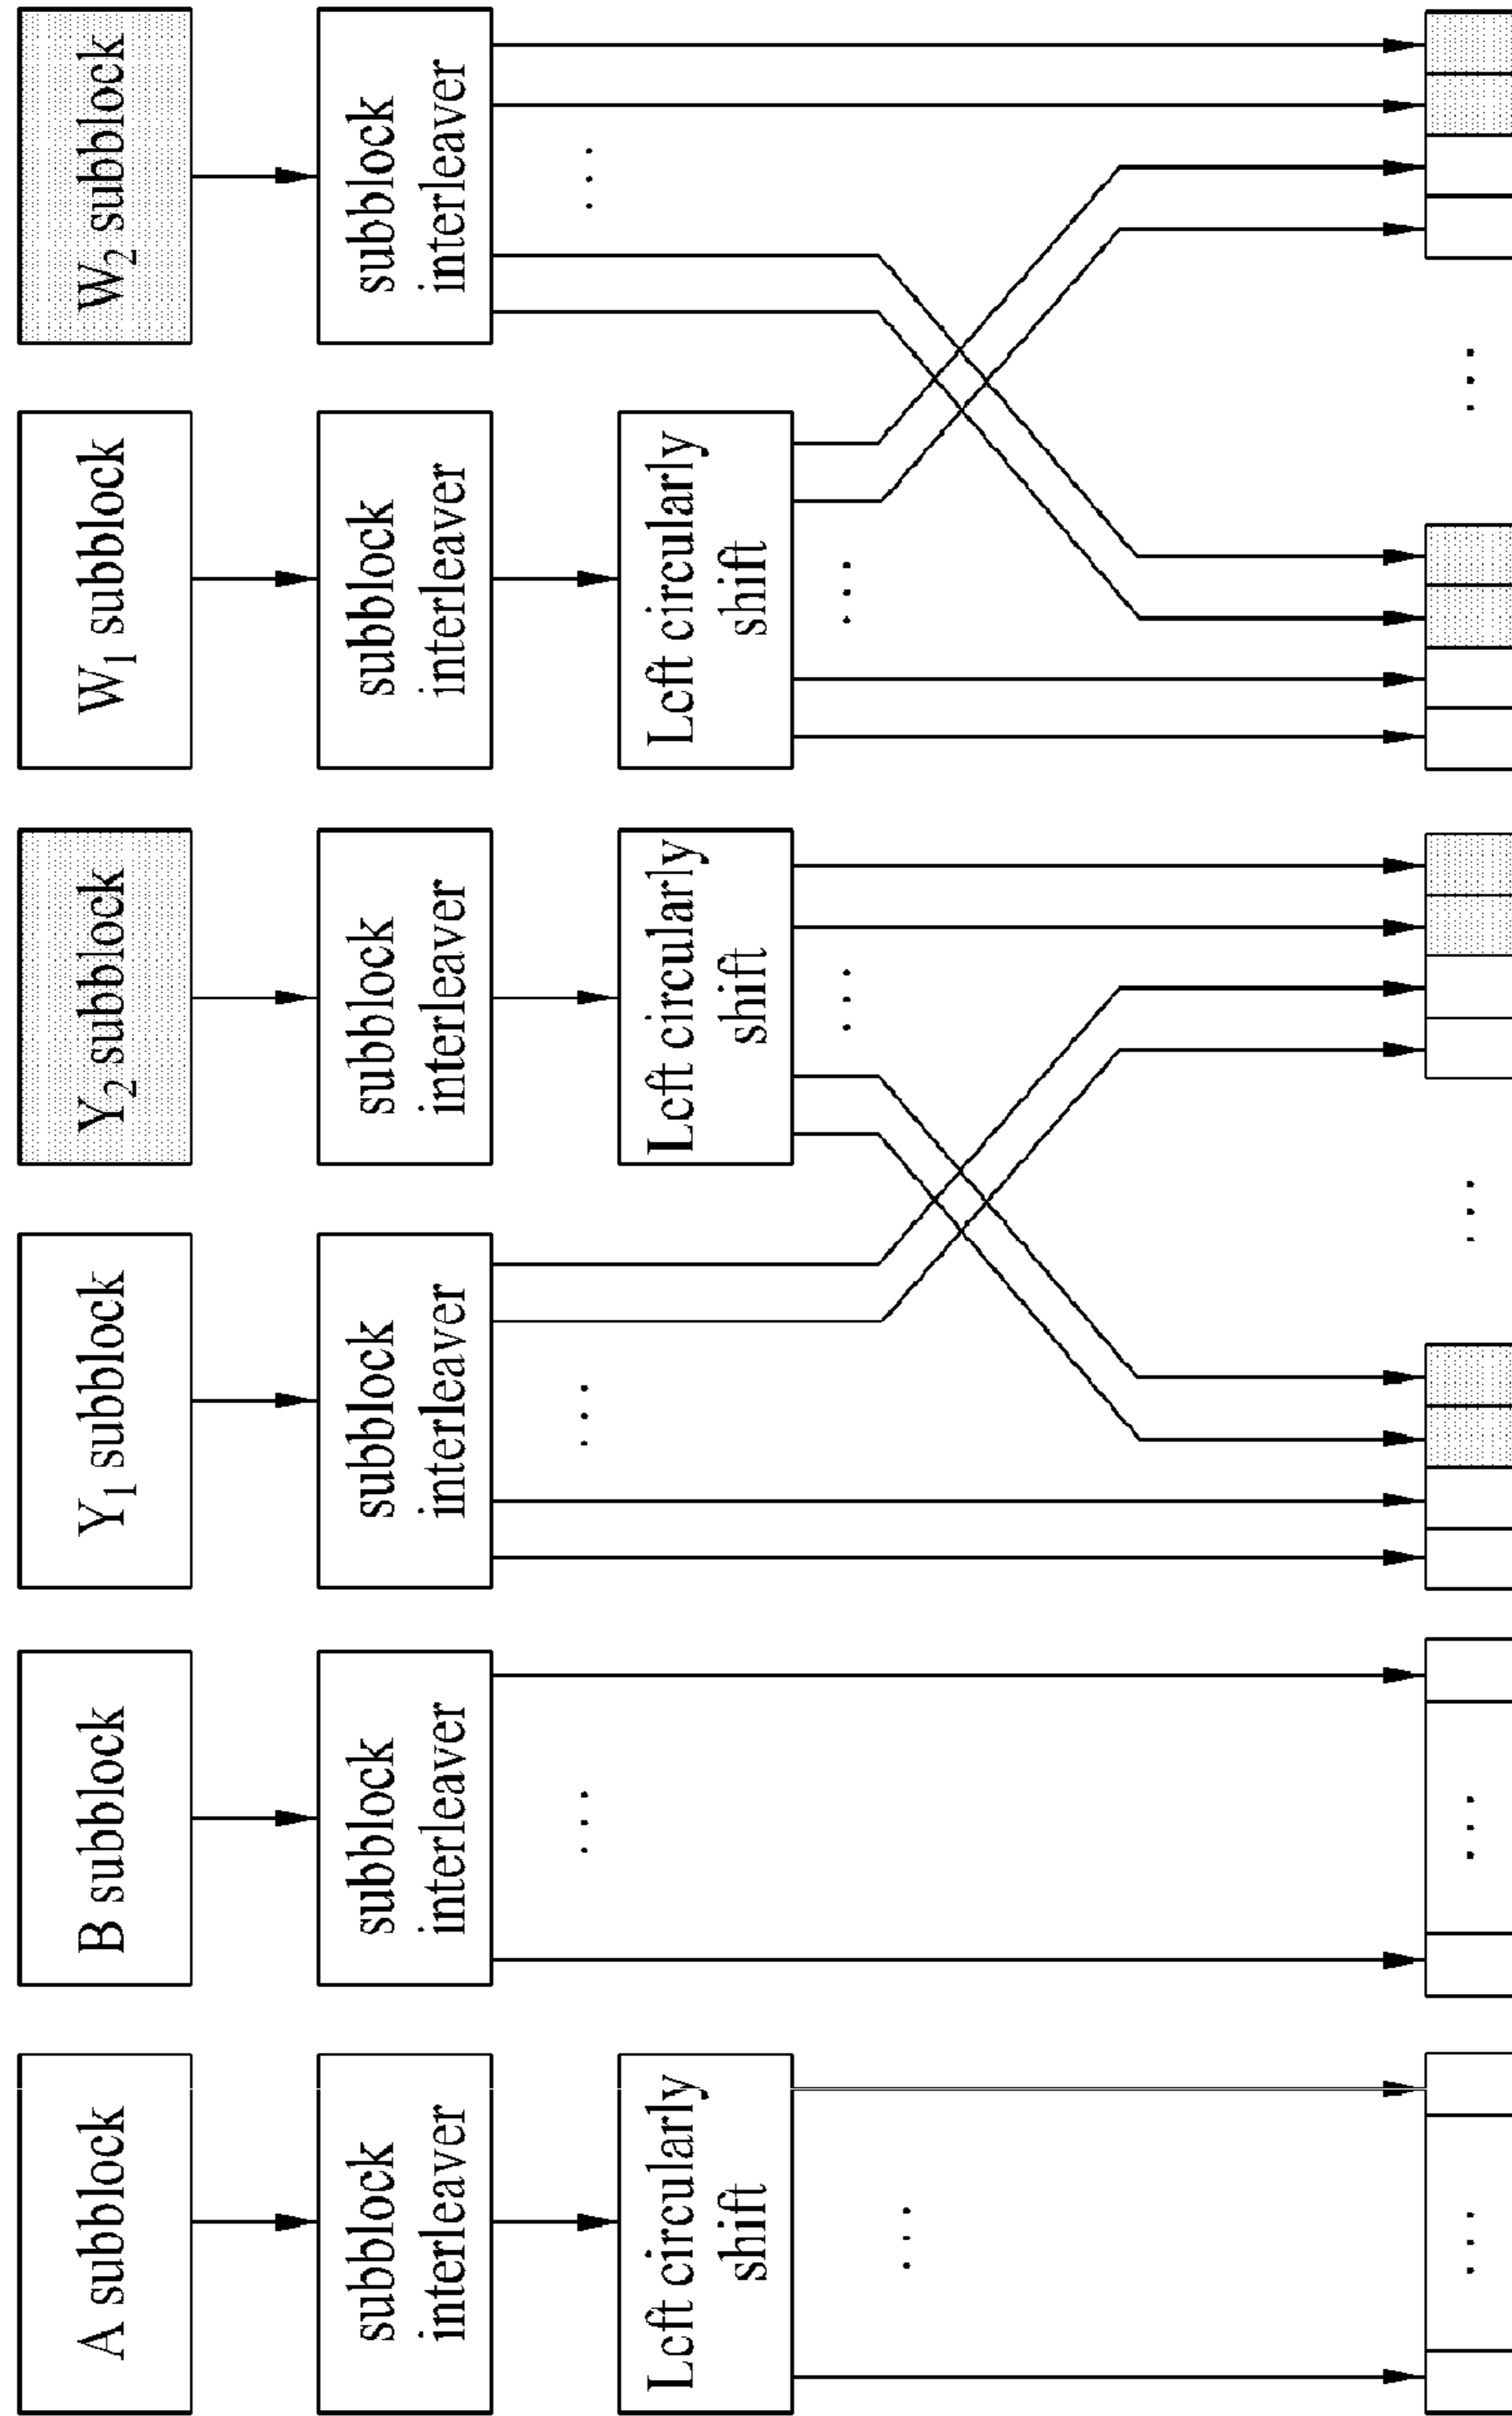 A subblock
B subblock
Y1 subblock
Y2 subblock
W1 subblock
W2 subblock
subblock
interleaver
subblock
interleaver
subblock
interleaver
subblock
interleaver
subblock
interleaver
subblock
interleaver
Left circularly
shift
Left circularly
shift
Left circularly
shift